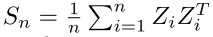 $S_n = \frac{1}{n} \sum_{i=1}^{n} Z_i Z_i^T$